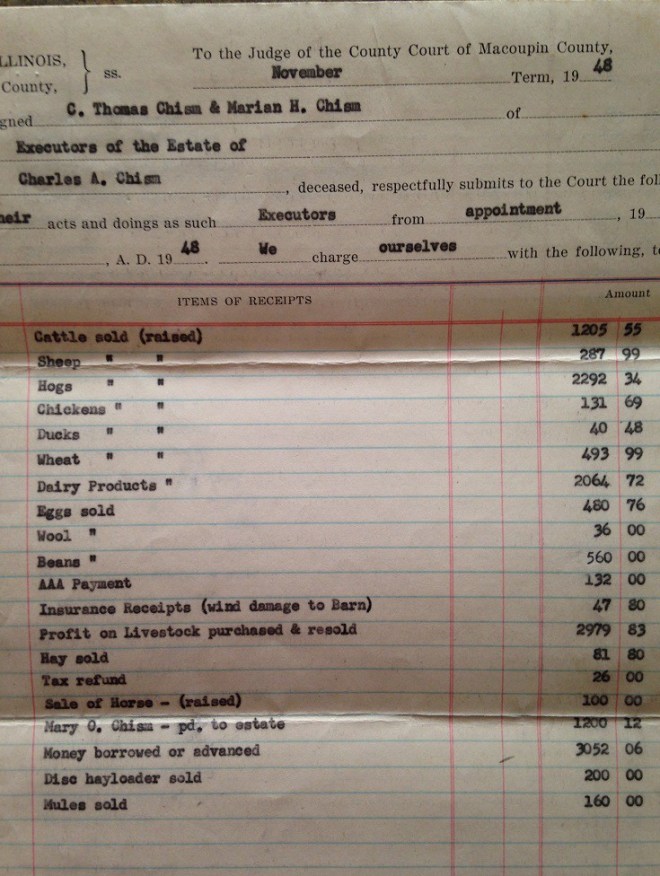 LLINOIS,
County,
} ss.
To the Judge of the County Court of Macoupin County,
November Term, 19 48
gned C. Thomas Chism & Marian H. Chism of
Executors of the Estate of
Charles A. Chism , deceased, respectfully submits to the Court the foll
heir acts and doings as such Executors from appointment , 19
, A. D. 19 48 . We charge ourselves with the following, t
ITEMS OF RECEIPTS Amount
Cattle sold (raised) 1205 55
Sheep " " 287 99
Hogs " " 2292 34
Chickens " " 131 69
Ducks " " 40 48
Wheat " " 493 99
Dairy Products " 2064 72
Eggs sold 480 76
Wool " 36 00
Beans " 560 00
AAA Payment 132 00
Insurance Receipts (wind damage to Barn) 47 80
Profit on Livestock purchased & resold 2979 83
Hay sold 81 80
Tax refund 26 00
Sale of Horse - (raised) 100 00
Mary O. Chism - pd. to estate 1200 12
Money borrowed or advanced 3052 06
Disc hayloader sold 200 00
Mules sold 160 00